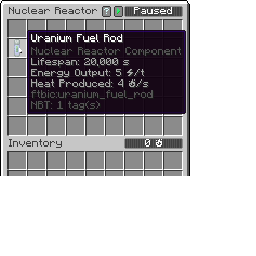 Nuclear Reactor ? Paused
Uranium Fuel Rod
Nuclear Reactor Component
Lifespan: 20,000 s
Energy Output: 5 ⚡/t
Heat Produced: 4 🔥/s
ftbic:uranium_fuel_rod
NBT: 1 tag(s)
Inventory 0 🔥